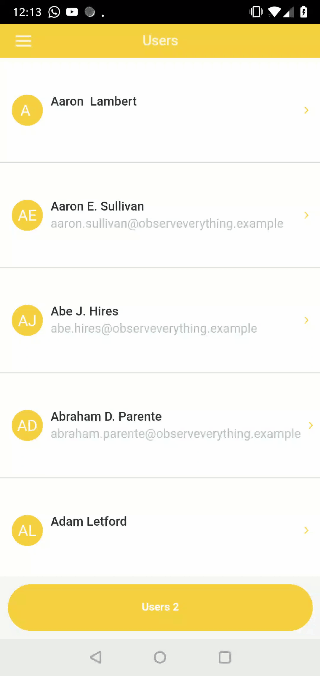 12:13
Users
A
Aaron  Lambert
AE
Aaron E. Sullivan
aaron.sullivan@observeverything.example
AJ
Abe J. Hires
abe.hires@observeverything.example
AD
Abraham D. Parente
abraham.parente@observeverything.example
AL
Adam Letford
Users 2